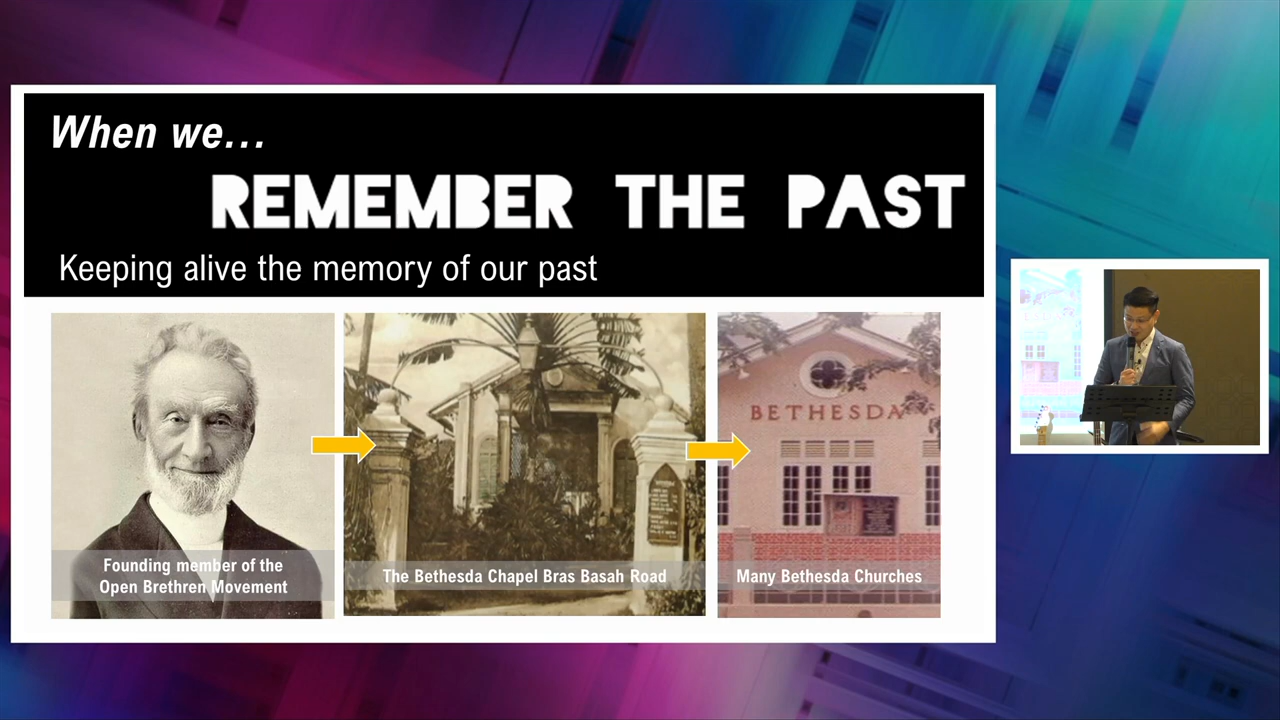 When we...
REMEMBER THE PAST
Keeping alive the memory of our past
Founding member of the
Open Brethren Movement
The Bethesda Chapel Bras Basah Road
BETHESDA
Many Bethesda Churches